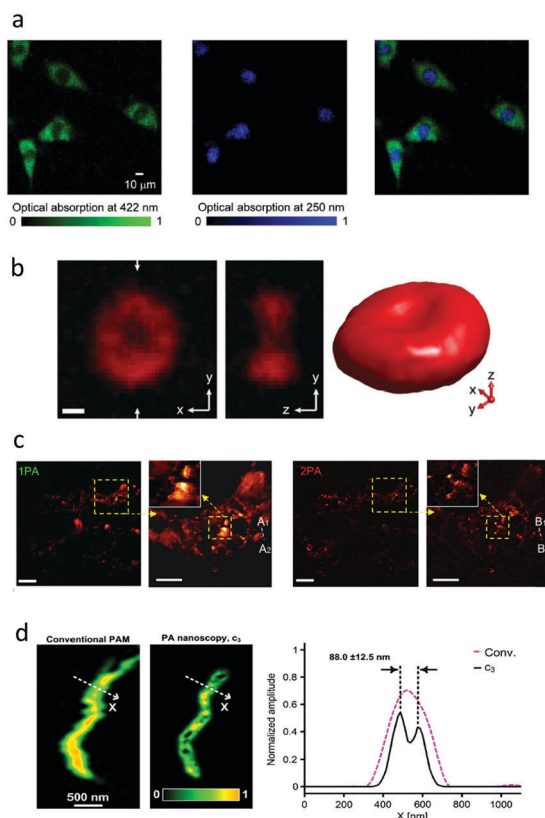 a
10 μm
Optical absorption at 422 nm
0 1
Optical absorption at 250 nm
0 1
b
y
x
y
z
z
x
y
c
1PA
A1
A2
2PA
B1
B
d
Conventional PAM
X
500 nm
PA nanoscopy, c3
X
0 1
88.0 ±12.5 nm
Conv.
c3
Normalized amplitude
1
0.8
0.6
0.4
0.2
0
0 200 400 600 800 1000
X [nm]